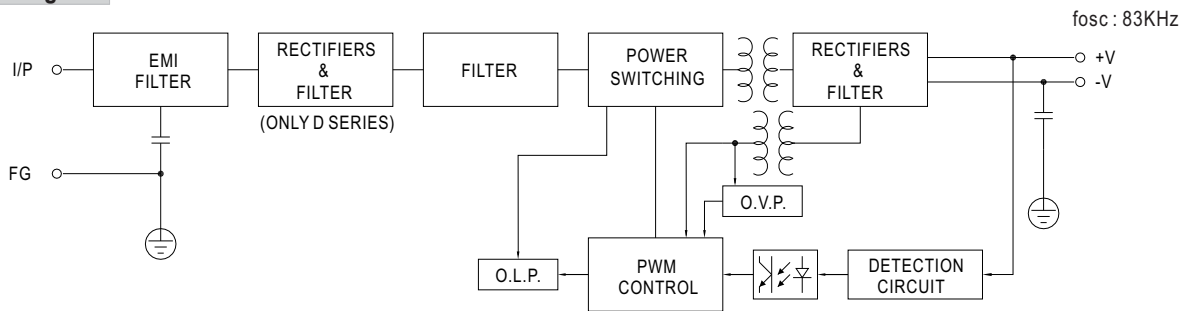 fosc : 83KHz
I/P
EMI
FILTER
RECTIFIERS
&
FILTER
(ONLY D SERIES)
FILTER
POWER
SWITCHING
RECTIFIERS
&
FILTER
+V
-V
FG
O.V.P.
O.L.P.
PWM
CONTROL
DETECTION
CIRCUIT